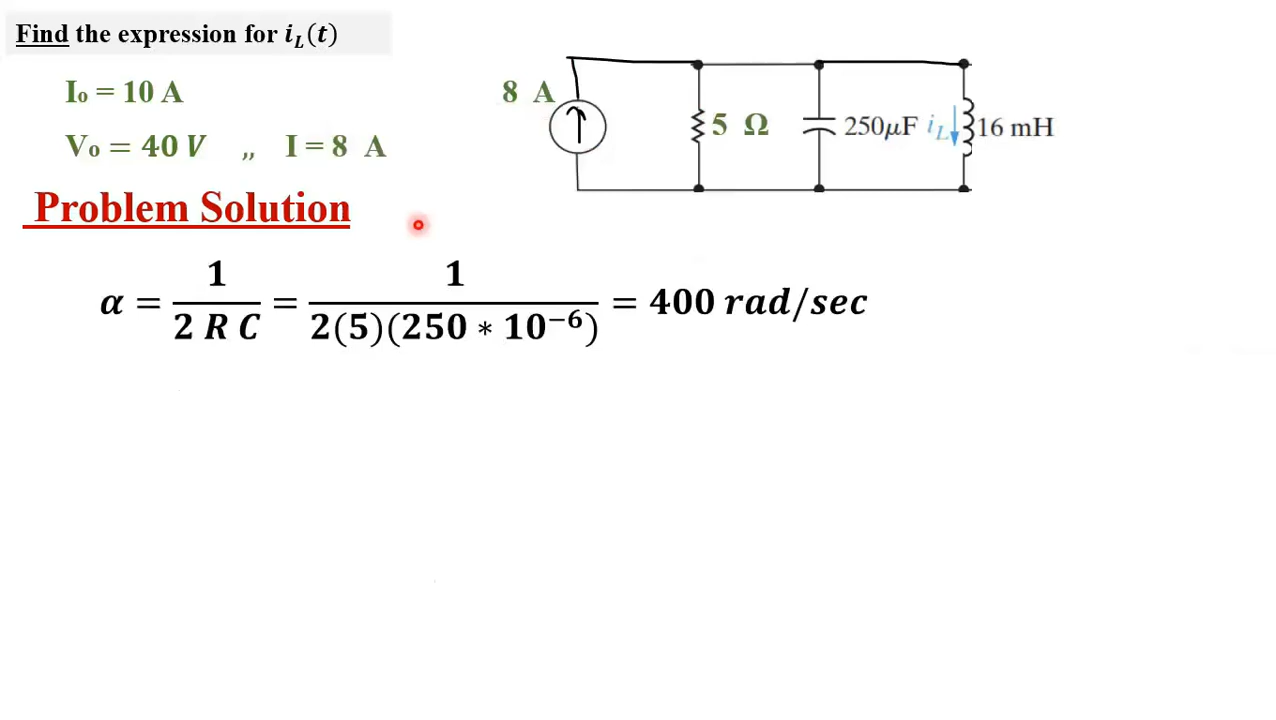 Find the expression for i_L(t)
I₀ = 10 A
V₀ = 40 V ,, I = 8 A
8 A
5 Ω
250μF
i_L
16 mH
Problem Solution
α = 1 / (2 R C) = 1 / (2(5)(250 * 10⁻⁶)) = 400 rad/sec